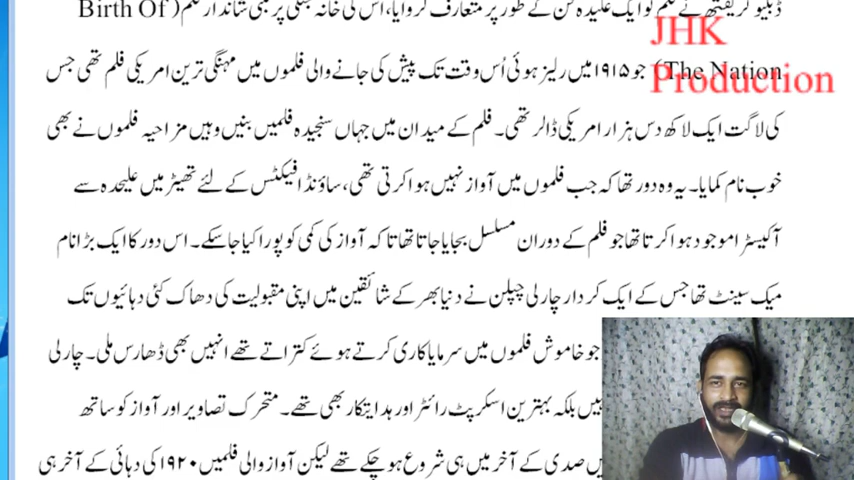 ڈبلیو گریفتھ نے فلم کو ایک علیحدہ فن کے طور پر متعارف کروایا، اس کی خانہ جنگی پر مبنی شاندار فلم (Birth Of
The Nation) جو ۱۹۱۵ میں ریلیز ہوئی اُس وقت تک پیش کی جانے والی فلموں میں مہنگی ترین امریکی فلم تھی جس
کی لاگت ایک لاکھ دس ہزار امریکی ڈالر تھی۔ فلم کے میدان میں جہاں سنجیدہ فلمیں بنیں وہیں مزاحیہ فلموں نے بھی
خوب نام کمایا۔ یہ وہ دور تھا کہ جب فلموں میں آواز نہیں ہوا کرتی تھی، ساؤنڈ افیکٹس کے لئے تھیٹر میں علیحدہ سے
آکیسٹرا موجود ہوا کرتا تھا جو فلم کے دوران مسلسل بجایا جاتا تھا تا کہ آواز کی کمی کو پورا کیا جا سکے۔ اس دور کا ایک بڑا نام
میک سینٹ تھا جس کے ایک کردار چارلی چپلن نے دنیا بھر کے شائقین میں اپنی مقبولیت کی دھاک کئی دہائیوں تک
جو خاموش فلموں میں سرمایا کاری کرتے ہوئے کتراتے تھے انہیں بھی ڈھارس ملی۔ چارلی
بلکہ بہترین اسکرپٹ رائٹر اور ہدایتکار بھی تھے۔ متحرک تصاویر اور آواز کو ساتھ
صدی کے آخر میں ہی شروع ہو چکے تھے لیکن آواز والی فلمیں ۱۹۲۰ کی دہائی کے آخر ہی
JHK
Production